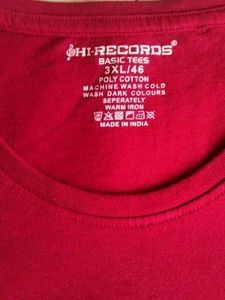 HI-RECORDS®
BASIC TEES
3XL/46
POLY COTTON
MACHINE WASH COLD
WASH DARK COLOURS
SEPERATELY
WARM IRON
MADE IN INDIA